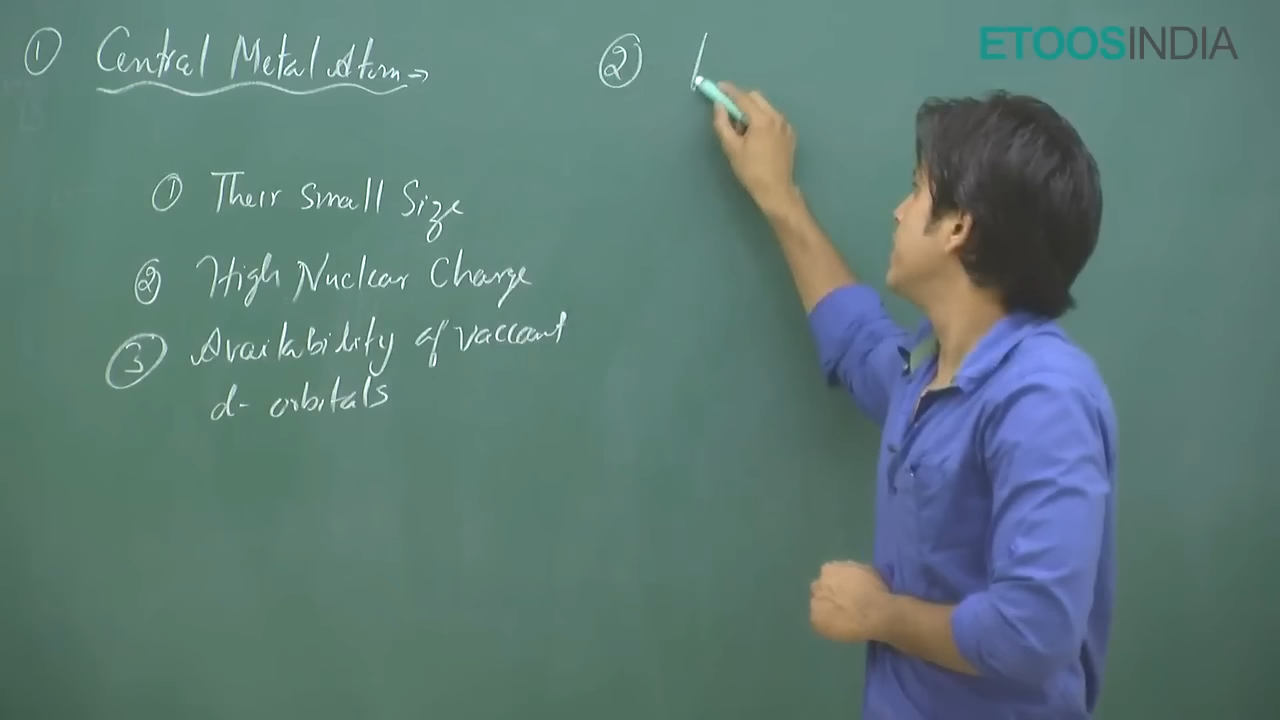 ① Central Metal Atom →
① Their Small Size
② High Nuclear Charge
③ Availability of vaccant
d- orbitals
②
ETOOSINDIA